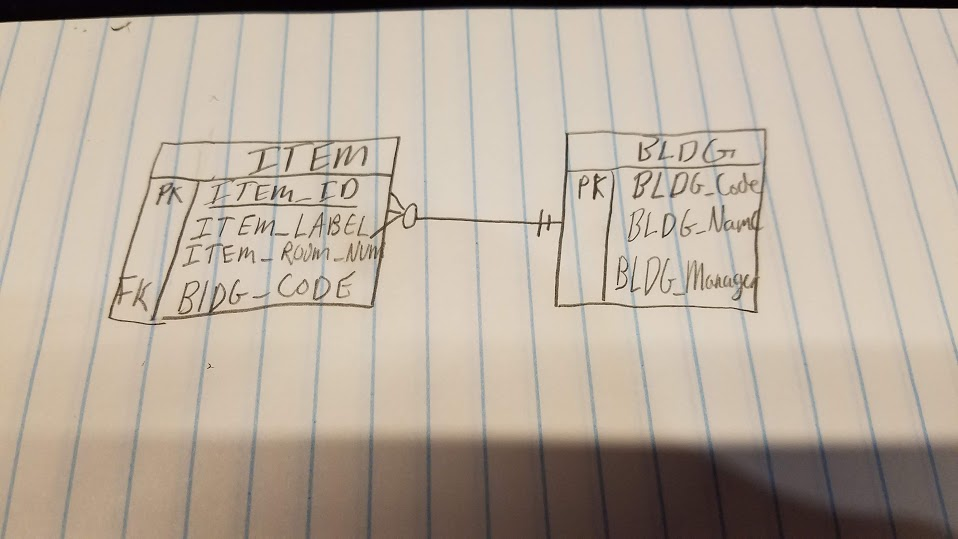 ITEM
PK ITEM_ID
ITEM_LABEL
ITEM_ROOM_NUM
FK BIDG_CODE
BLDG
PK BLDG_Code
BLDG_Name
BLDG_Manager